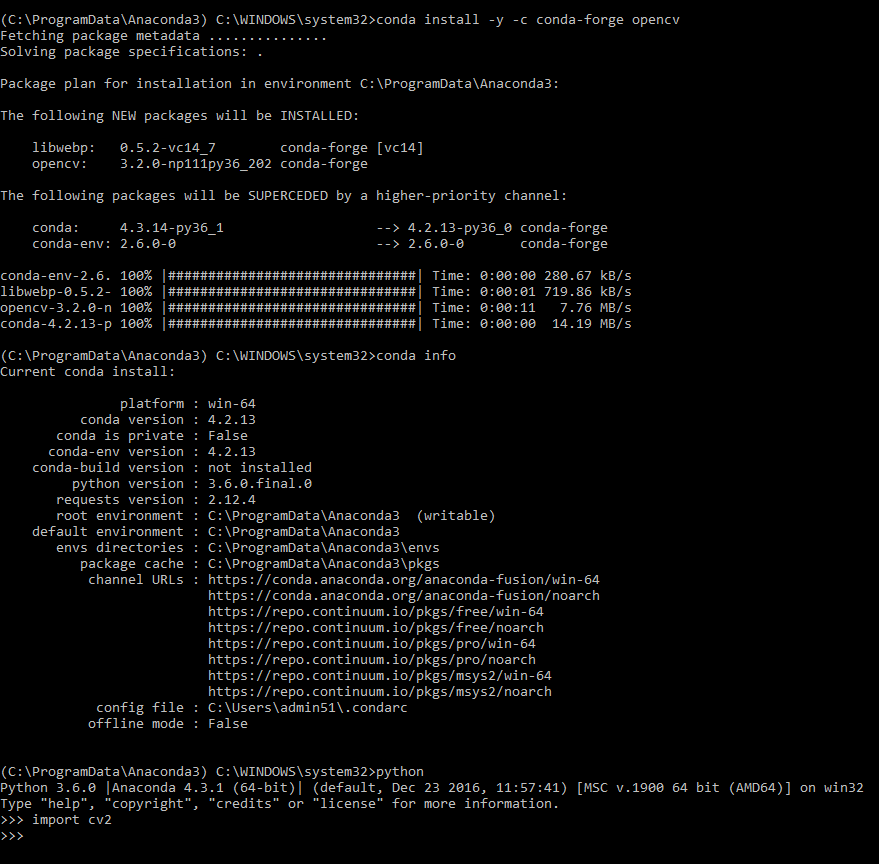 (C:\ProgramData\Anaconda3) C:\WINDOWS\system32>conda install -y -c conda-forge opencv
Fetching package metadata ...............
Solving package specifications: .
Package plan for installation in environment C:\ProgramData\Anaconda3:
The following NEW packages will be INSTALLED:
libwebp: 0.5.2-vc14_7 conda-forge [vc14]
opencv: 3.2.0-np111py36_202 conda-forge
The following packages will be SUPERCEDED by a higher-priority channel:
conda: 4.3.14-py36_1 --> 4.2.13-py36_0 conda-forge
conda-env: 2.6.0-0 --> 2.6.0-0 conda-forge
conda-env-2.6. 100% |###############################| Time: 0:00:00 280.67 kB/s
libwebp-0.5.2- 100% |###############################| Time: 0:00:01 719.86 kB/s
opencv-3.2.0-n 100% |###############################| Time: 0:00:11 7.76 MB/s
conda-4.2.13-p 100% |###############################| Time: 0:00:00 14.19 MB/s
(C:\ProgramData\Anaconda3) C:\WINDOWS\system32>conda info
Current conda install:
platform : win-64
conda version : 4.2.13
conda is private : False
conda-env version : 4.2.13
conda-build version : not installed
python version : 3.6.0.final.0
requests version : 2.12.4
root environment : C:\ProgramData\Anaconda3 (writable)
default environment : C:\ProgramData\Anaconda3
envs directories : C:\ProgramData\Anaconda3\envs
package cache : C:\ProgramData\Anaconda3\pkgs
channel URLs : https://conda.anaconda.org/anaconda-fusion/win-64
https://conda.anaconda.org/anaconda-fusion/noarch
https://repo.continuum.io/pkgs/free/win-64
https://repo.continuum.io/pkgs/free/noarch
https://repo.continuum.io/pkgs/pro/win-64
https://repo.continuum.io/pkgs/pro/noarch
https://repo.continuum.io/pkgs/msys2/win-64
https://repo.continuum.io/pkgs/msys2/noarch
config file : C:\Users\admin51\.condarc
offline mode : False
(C:\ProgramData\Anaconda3) C:\WINDOWS\system32>python
Python 3.6.0 |Anaconda 4.3.1 (64-bit)| (default, Dec 23 2016, 11:57:41) [MSC v.1900 64 bit (AMD64)] on win32
Type "help", "copyright", "credits" or "license" for more information.
>>> import cv2
>>>